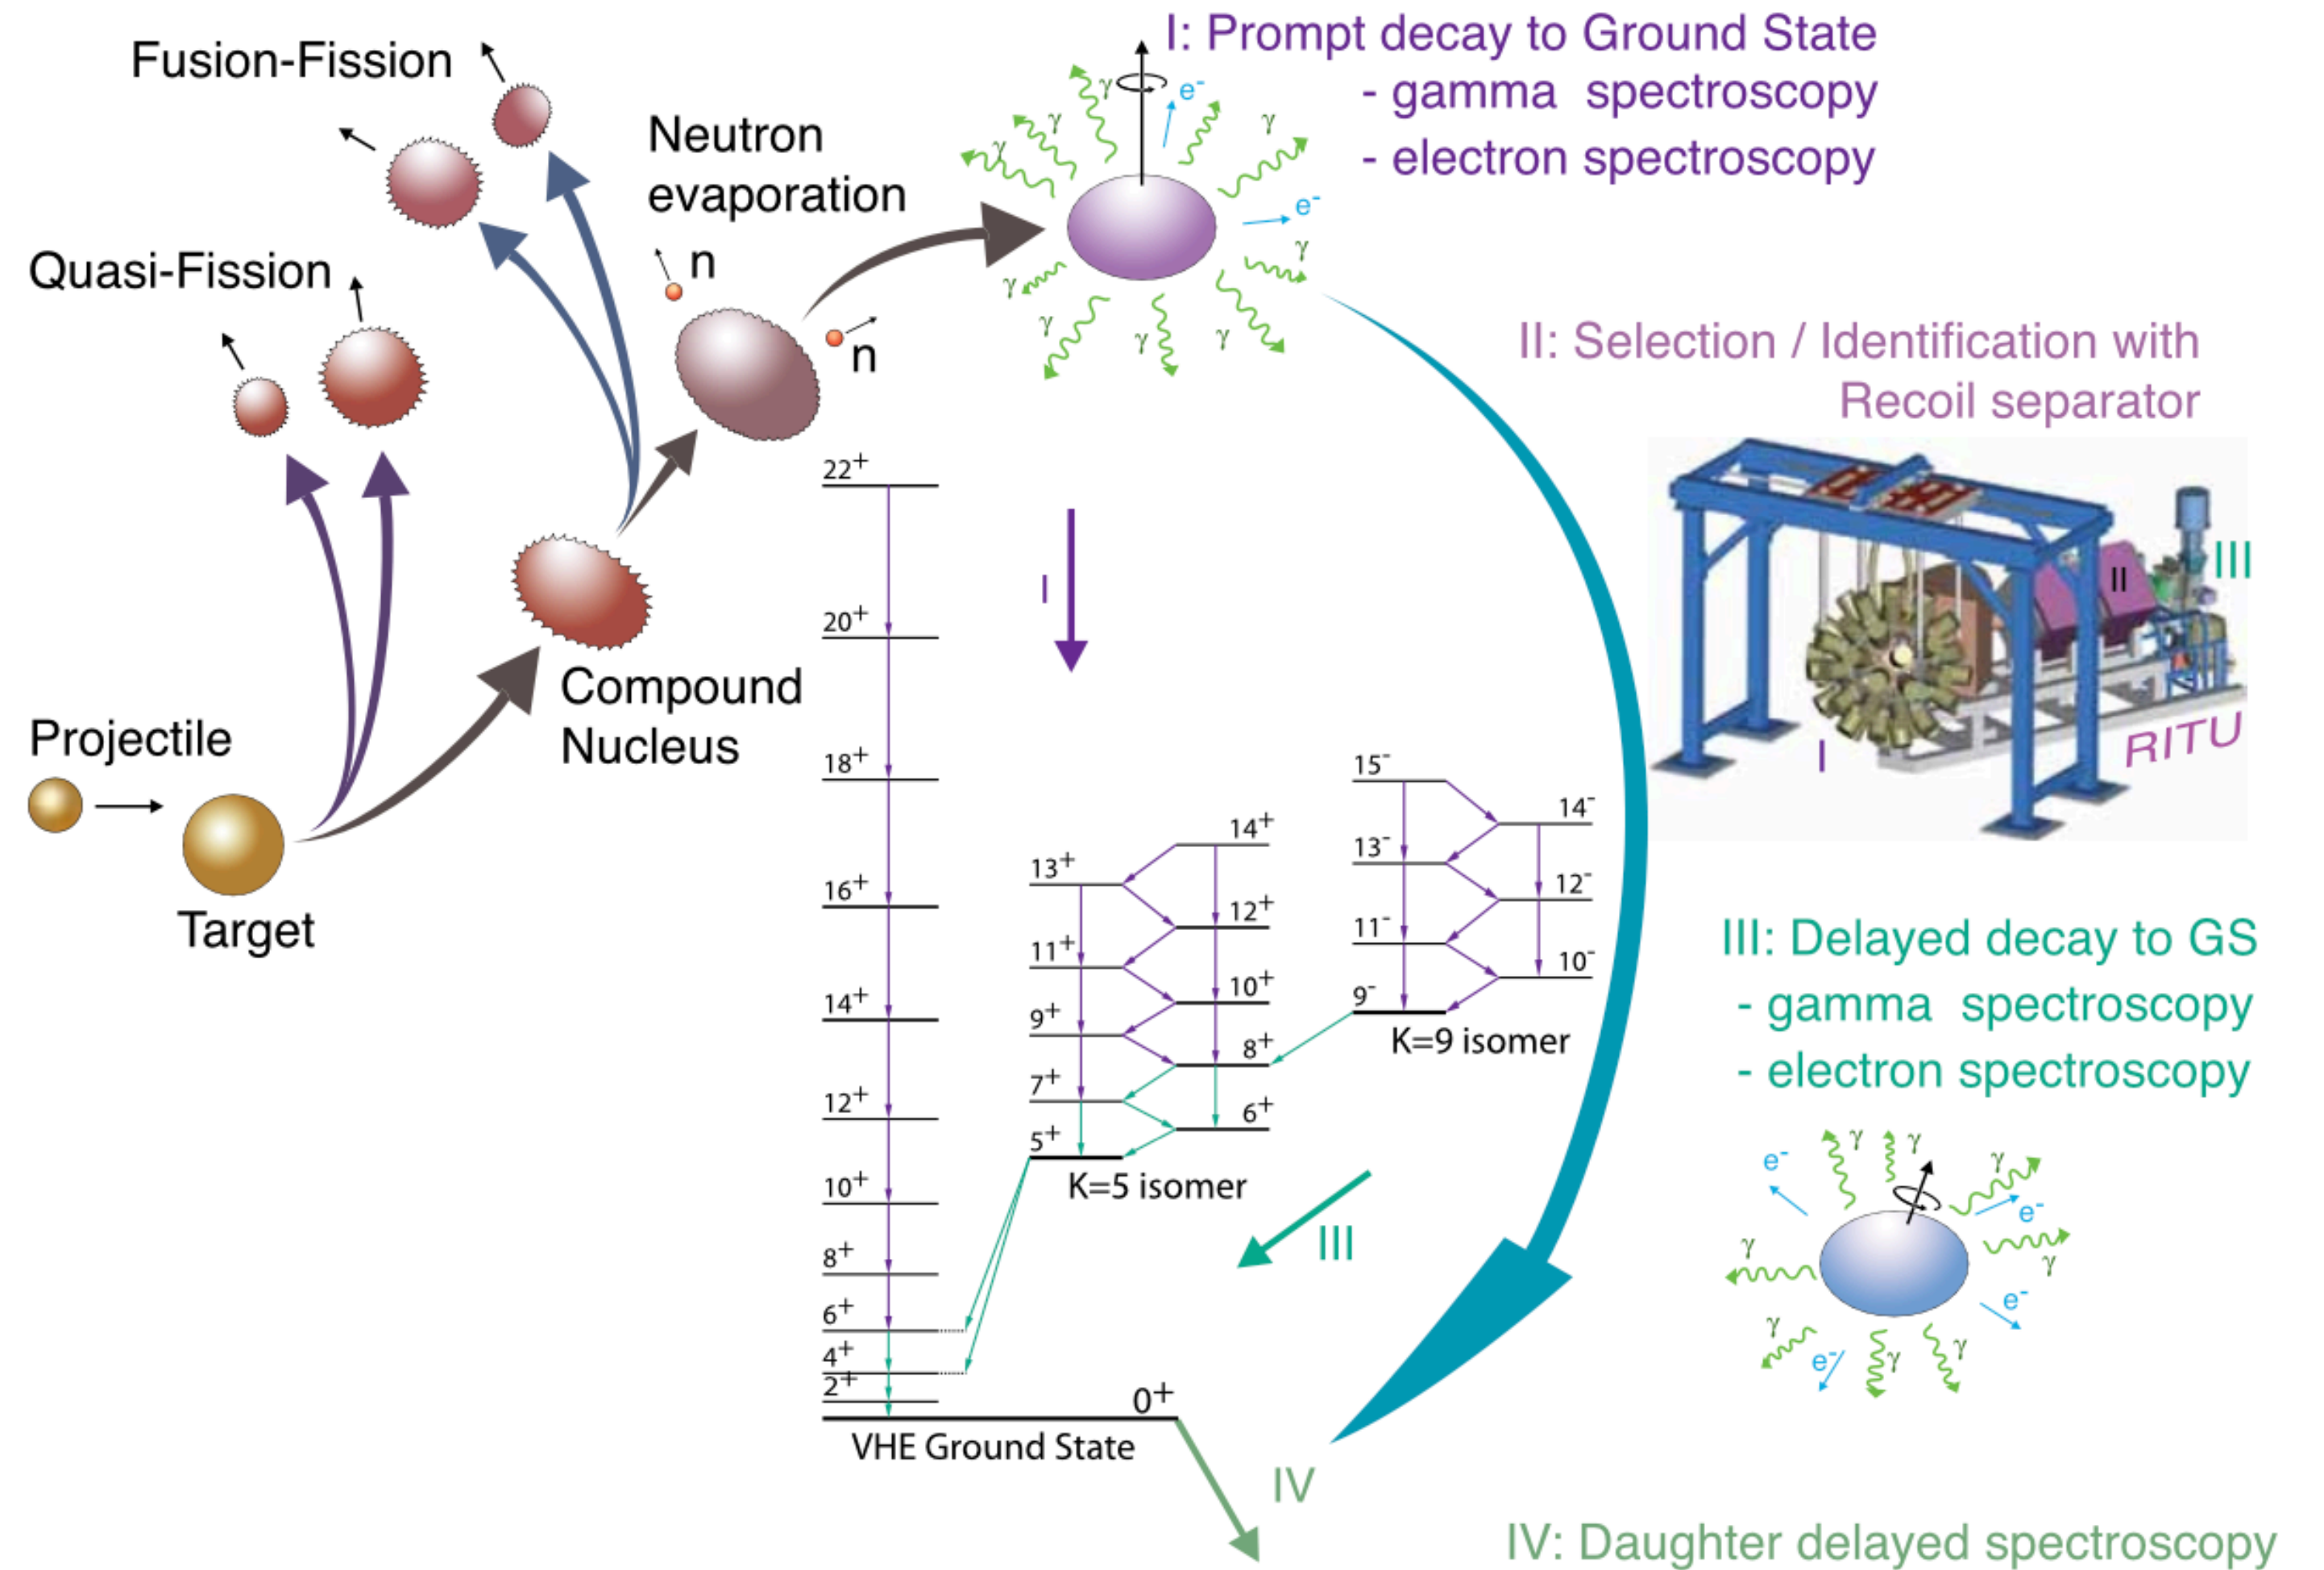 Fusion-Fission
Quasi-Fission
Neutron
evaporation
n
n
Projectile
Target
Compound
Nucleus
I: Prompt decay to Ground State
- gamma spectroscopy
- electron spectroscopy
γ
e-
γ
γ
γ
e-
γ
γ
γ
γ
γ
II: Selection / Identification with
Recoil separator
I
II
III
RITU
22+
20+
18+
16+
14+
12+
10+
8+
6+
4+
2+
0+
VHE Ground State
I
14+
13+
12+
11+
10+
9+
8+
7+
6+
5+
K=5 isomer
15-
14-
13-
12-
11-
10-
9-
K=9 isomer
III
IV
III: Delayed decay to GS
- gamma spectroscopy
- electron spectroscopy
e-
γ
γ
γ
e-
γ
γ
e-
γ
e-
γ
γ
IV: Daughter delayed spectroscopy